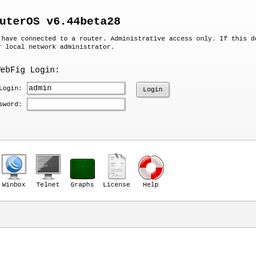 uterOS v6.44beta28
have connected to a router. Administrative access only. If this d
local network administrator.
ebFig Login:
Login: admin
sword:
Login
Winbox Telnet Graphs License Help